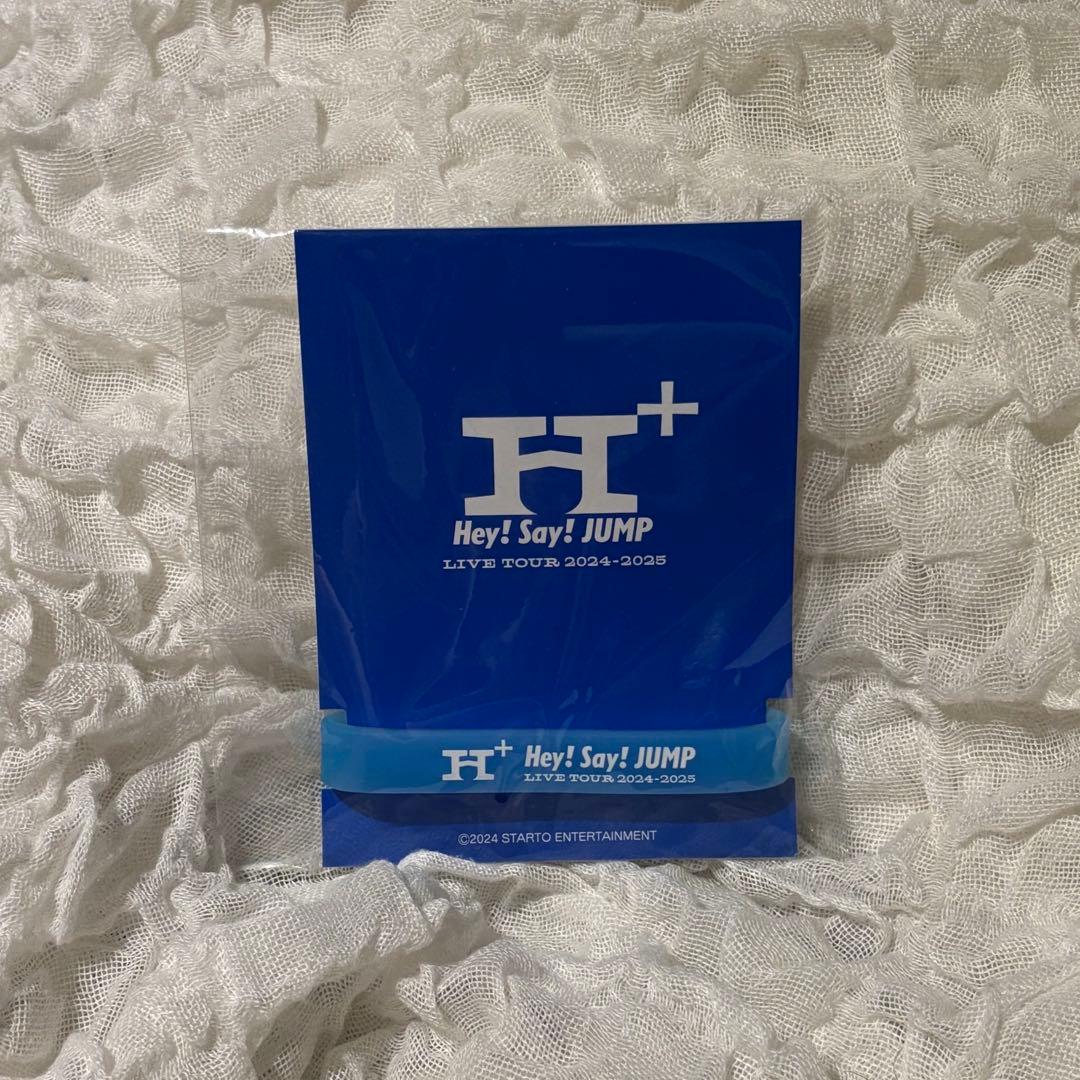 H+
Hey! Say! JUMP
LIVE TOUR 2024-2025
H+ Hey! Say! JUMP
LIVE TOUR 2024-2025
©2024 STARTO ENTERTAINMENT